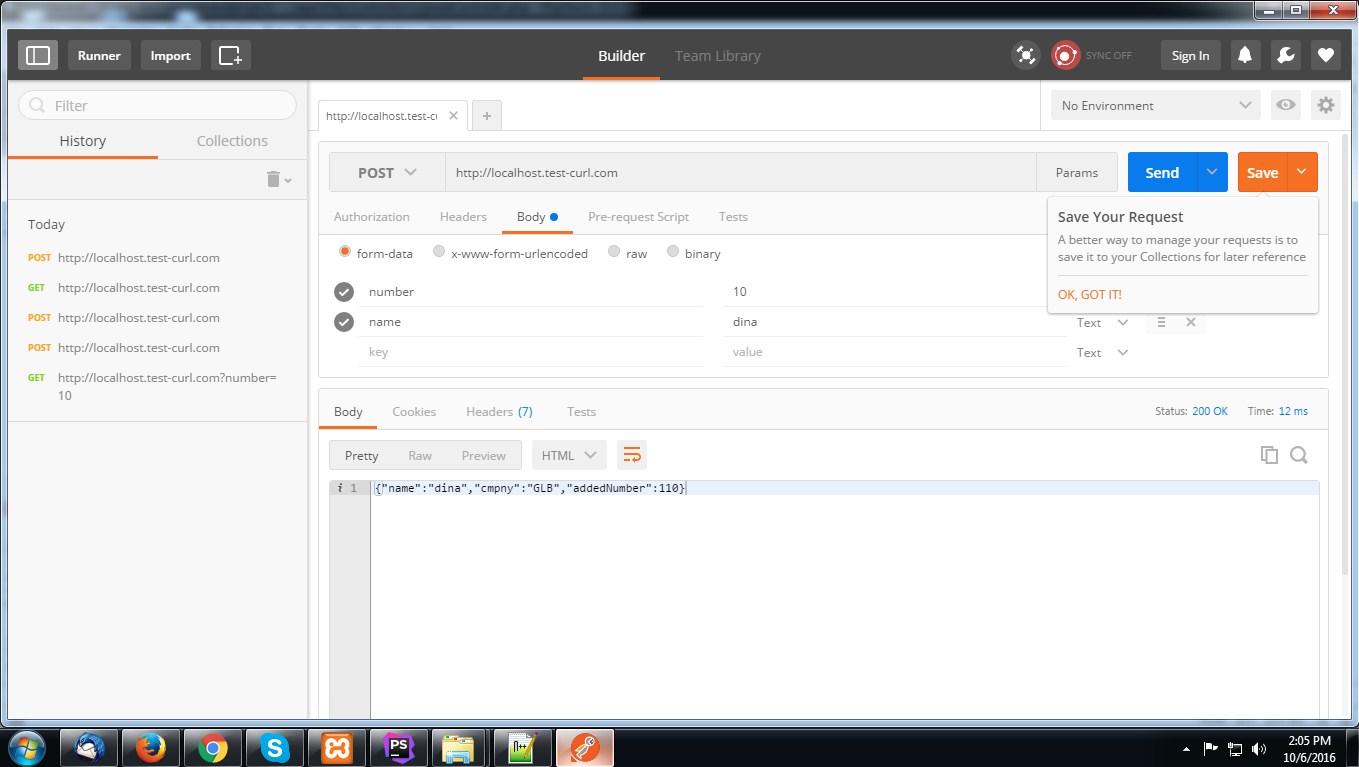 Runner
Import
Builder
Team Library
SYNC OFF
Sign In
Filter
History
Collections
Today
POST http://localhost.test-curl.com
GET http://localhost.test-curl.com
POST http://localhost.test-curl.com
POST http://localhost.test-curl.com
GET http://localhost.test-curl.com?number=
10
http://localhost.test-cu
No Environment
POST
http://localhost.test-curl.com
Params
Send
Save
Authorization
Headers
Body
Pre-request Script
Tests
Save Your Request
A better way to manage your requests is to
save it to your Collections for later reference
OK, GOT IT!
form-data
x-www-form-urlencoded
raw
binary
number 10
name dina Text
key value Text
Body
Cookies
Headers (7)
Tests
Status: 200 OK
Time: 12 ms
Pretty
Raw
Preview
HTML
i 1 {"name":"dina","cmpny":"GLB","addedNumber":110}
S
PS
N++
2:05 PM
10/6/2016